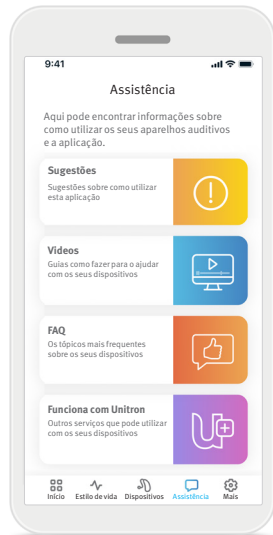 9:41
Assistência
Aqui pode encontrar informações sobre
como utilizar os seus aparelhos auditivos
e a aplicação.
Sugestões
Sugestões sobre como utilizar
esta aplicação
Videos
Guias como fazer para o ajudar
com os seus dispositivos
FAQ
Os tópicos mais frequentes
sobre os seus dispositivos
Funciona com Unitron
Outros serviços que pode utilizar
com os seus dispositivos
Início Estilo de vida Dispositivos Assistência Mais